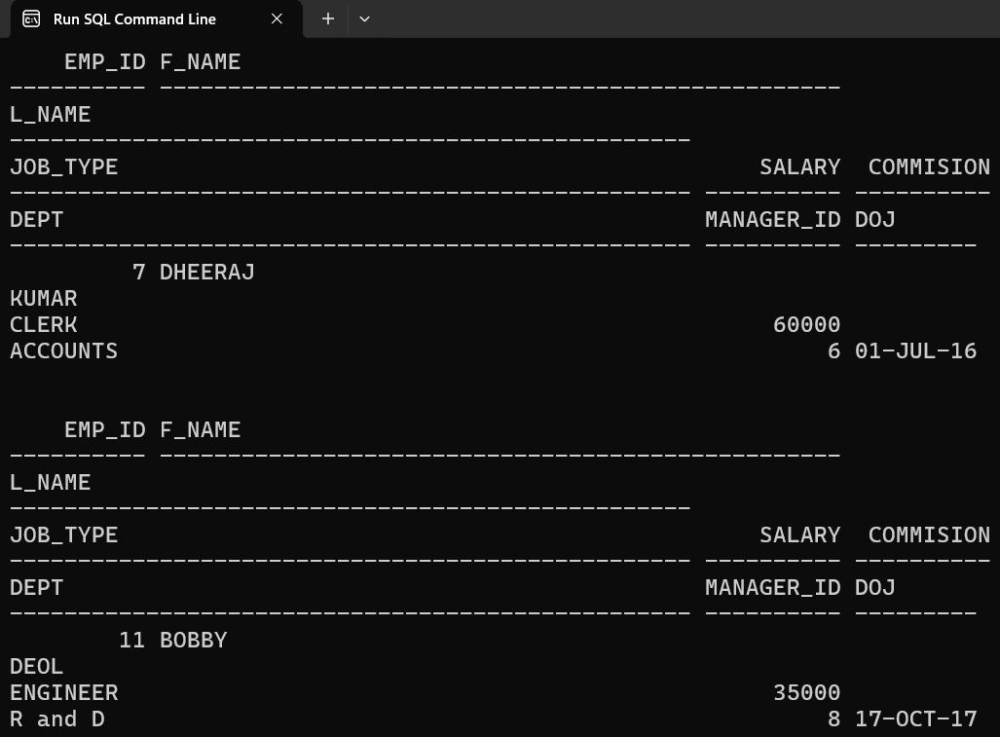 Run SQL Command Line
EMP_ID F_NAME
---------- --------------------------------------------------
L_NAME
--------------------------------------------------
JOB_TYPE SALARY COMMISION
-------------------------------------------------- ---------- ----------
DEPT MANAGER_ID DOJ
-------------------------------------------------- ---------- ---------
7 DHEERAJ
KUMAR
CLERK 60000
ACCOUNTS 6 01-JUL-16
EMP_ID F_NAME
---------- --------------------------------------------------
L_NAME
--------------------------------------------------
JOB_TYPE SALARY COMMISION
-------------------------------------------------- ---------- ----------
DEPT MANAGER_ID DOJ
-------------------------------------------------- ---------- ---------
11 BOBBY
DEOL
ENGINEER 35000
R and D 8 17-OCT-17